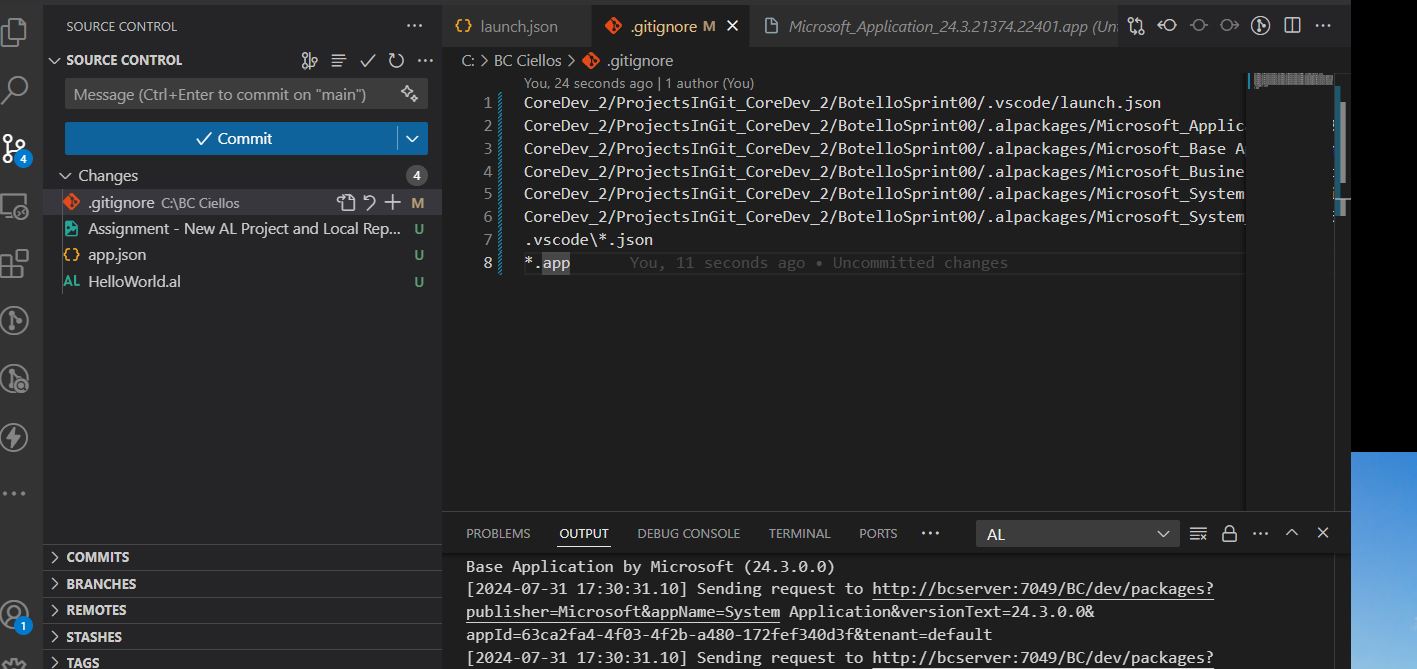 SOURCE CONTROL
SOURCE CONTROL
Message (Ctrl+Enter to commit on "main")
Commit
Changes 4
.gitignore C:\BC Ciellos M
Assignment - New AL Project and Local Rep... U
{} app.json U
AL HelloWorld.al U
COMMITS
BRANCHES
REMOTES
STASHES
TAGS
4
1
{} launch.json
.gitignore M
Microsoft_Application_24.3.21374.22401.app (Unt
C: > BC Ciellos > .gitignore
You, 24 seconds ago | 1 author (You)
1 CoreDev_2/ProjectsInGit_CoreDev_2/BotelloSprint00/.vscode/launch.json
2 CoreDev_2/ProjectsInGit_CoreDev_2/BotelloSprint00/.alpackages/Microsoft_Applic
3 CoreDev_2/ProjectsInGit_CoreDev_2/BotelloSprint00/.alpackages/Microsoft_Base A
4 CoreDev_2/ProjectsInGit_CoreDev_2/BotelloSprint00/.alpackages/Microsoft_Busine
5 CoreDev_2/ProjectsInGit_CoreDev_2/BotelloSprint00/.alpackages/Microsoft_System
6 CoreDev_2/ProjectsInGit_CoreDev_2/BotelloSprint00/.alpackages/Microsoft_System
7 .vscode\*.json
8 *.app You, 11 seconds ago • Uncommitted changes
PROBLEMS OUTPUT DEBUG CONSOLE TERMINAL PORTS AL
Base Application by Microsoft (24.3.0.0)
[2024-07-31 17:30:31.10] Sending request to http://bcserver:7049/BC/dev/packages?
publisher=Microsoft&appName=System Application&versionText=24.3.0.0&
appId=63ca2fa4-4f03-4f2b-a480-172fef340d3f&tenant=default
[2024-07-31 17:30:31.10] Sending request to http://bcserver:7049/BC/dev/packages?